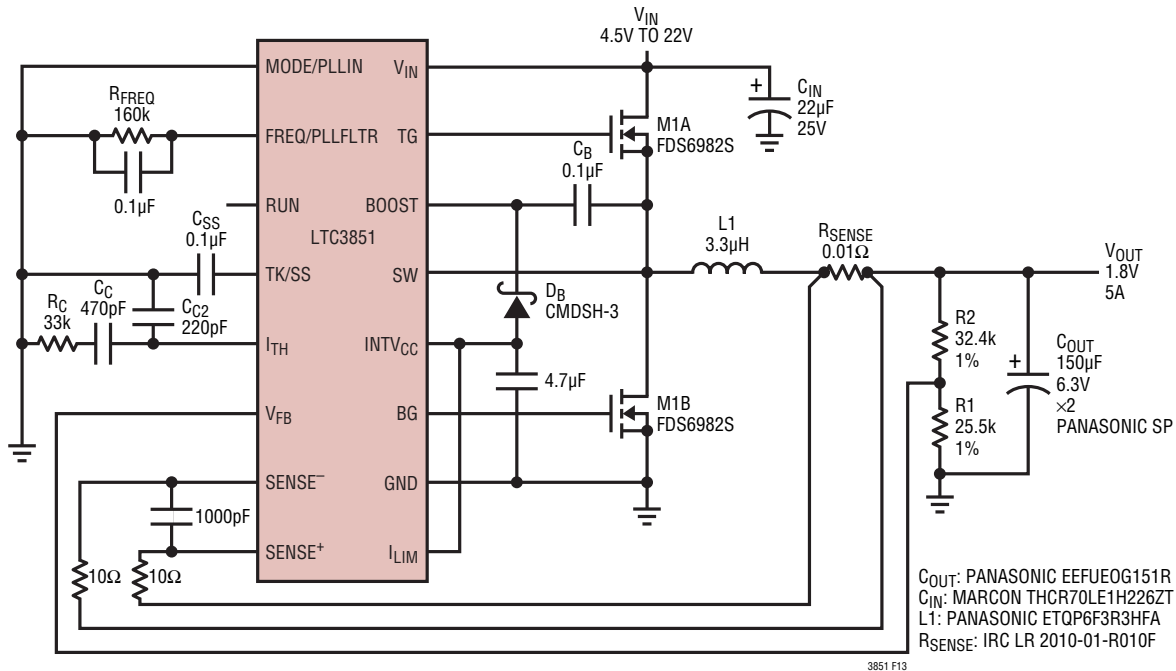 V_IN
4.5V TO 22V
MODE/PLLIN
V_IN
C_IN
22µF
25V
R_FREQ
160k
FREQ/PLLFLTR
TG
M1A
FDS6982S
0.1µF
C_B
0.1µF
RUN
BOOST
LTC3851
C_SS
0.1µF
TK/SS
SW
L1
3.3µH
R_SENSE
0.01Ω
V_OUT
1.8V
5A
R_C
33k
C_C
470pF
C_C2
220pF
D_B
CMDSH-3
I_TH
INTV_CC
4.7µF
R2
32.4k
1%
C_OUT
150µF
6.3V
×2
PANASONIC SP
V_FB
BG
M1B
FDS6982S
R1
25.5k
1%
SENSE–
GND
1000pF
SENSE+
I_LIM
10Ω
10Ω
C_OUT: PANASONIC EEFUEOG151R
C_IN: MARCON THCR70LE1H226ZT
L1: PANASONIC ETQP6F3R3HFA
R_SENSE: IRC LR 2010-01-R010F
3851 F13